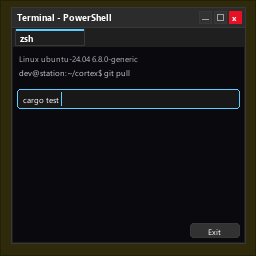 Terminal - PowerShell
zsh
Linux ubuntu-24.04 6.8.0-generic
dev@station:~/cortex$ git pull
cargo test
Exit